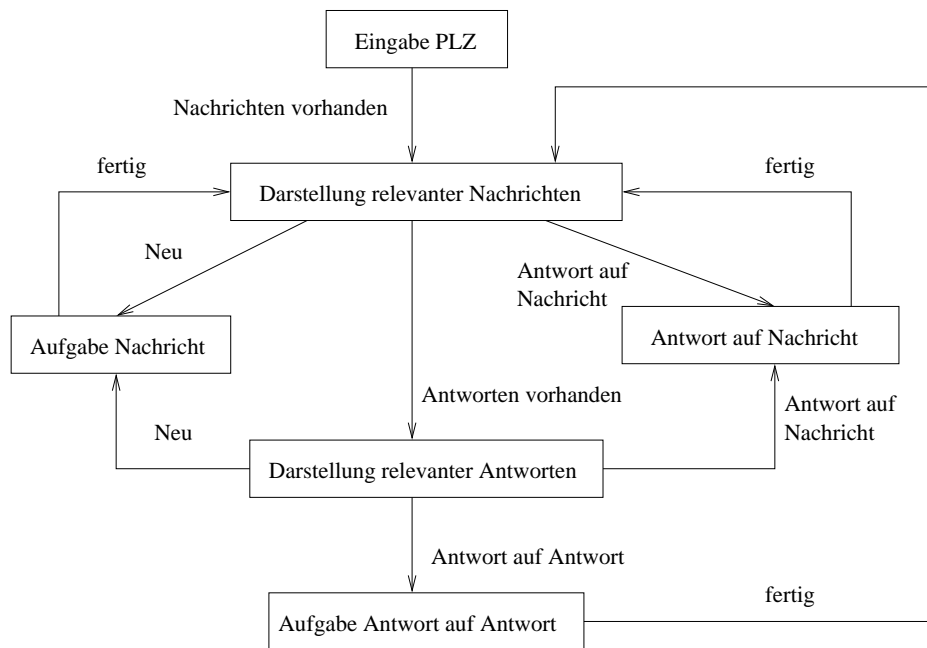 Eingabe PLZ
Nachrichten vorhanden
fertig
fertig
Darstellung relevanter Nachrichten
Neu
Antwort auf
Nachricht
Aufgabe Nachricht
Antwort auf Nachricht
Antworten vorhanden
Antwort auf
Nachricht
Neu
Darstellung relevanter Antworten
Antwort auf Antwort
Aufgabe Antwort auf Antwort
fertig